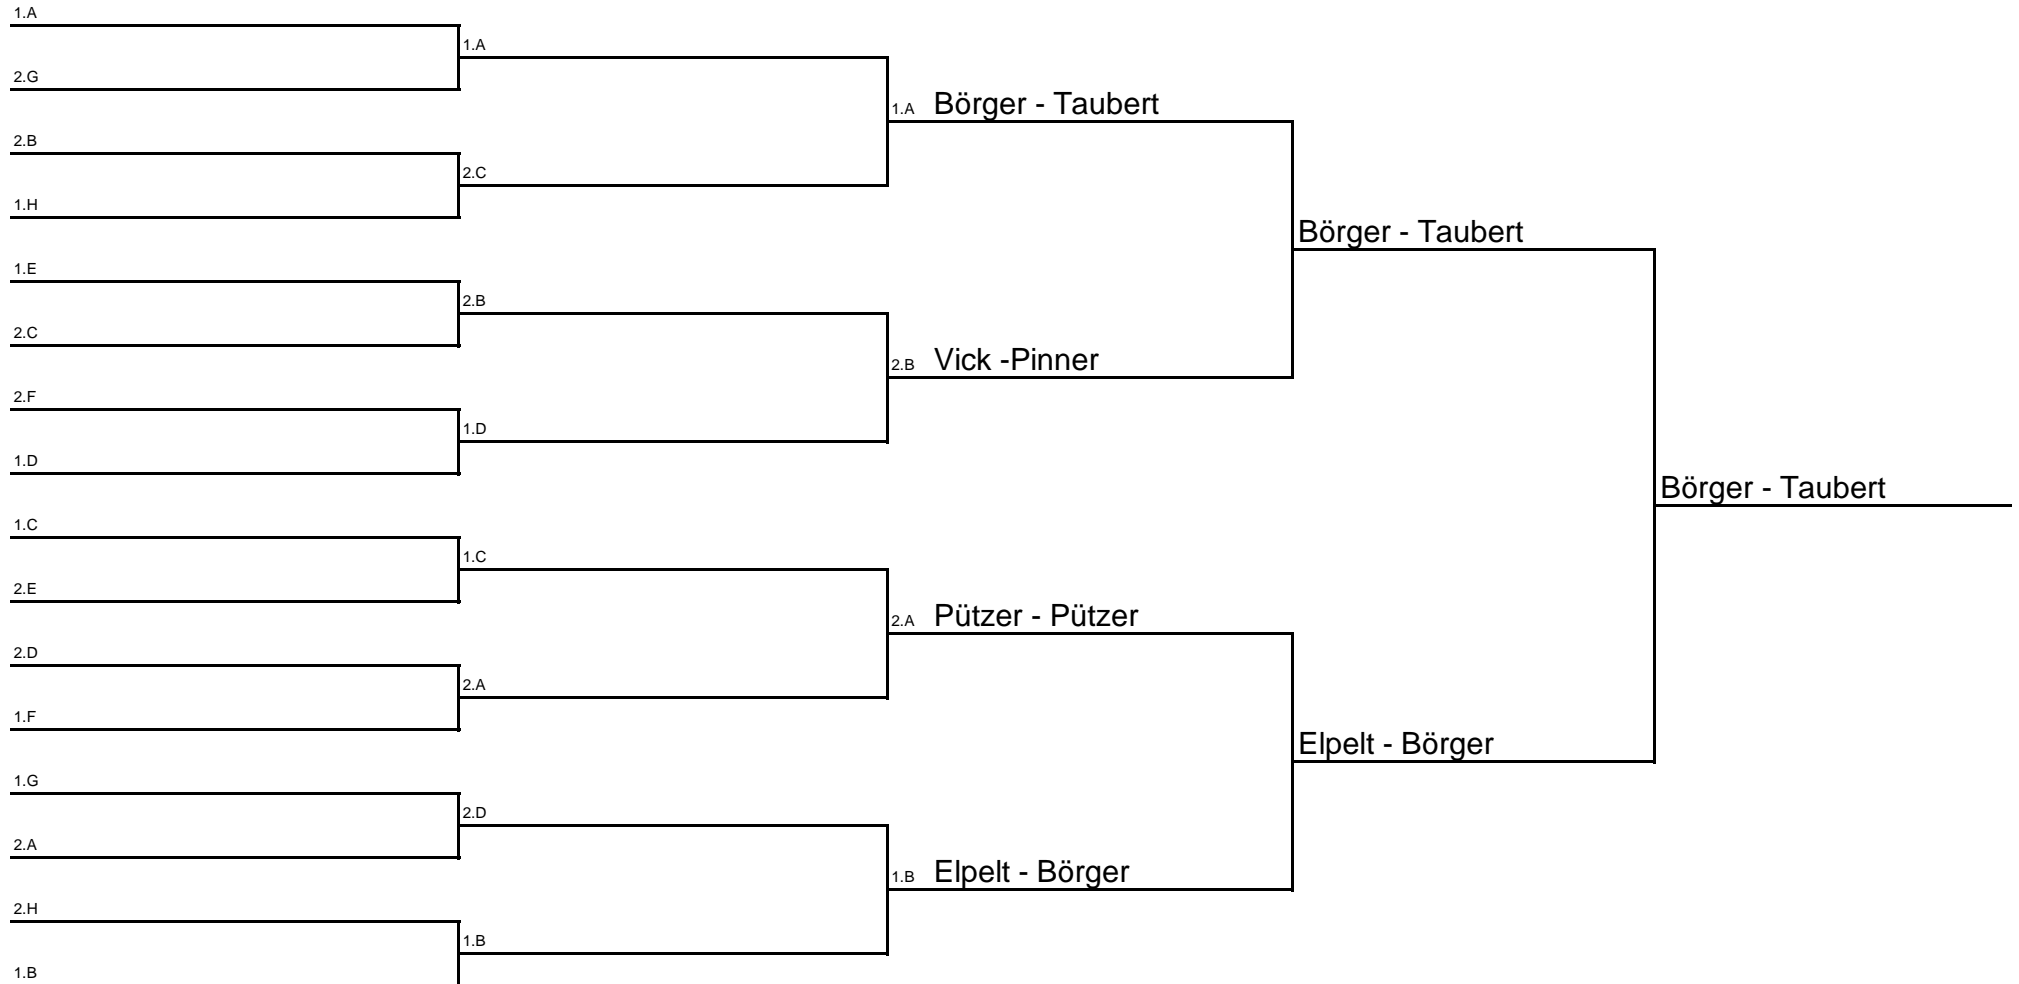 1.A
1.A
2.G
1.A Börger - Taubert
2.B
2.C
1.H
Börger - Taubert
1.E
2.B
2.C
2.B Vick -Pinner
2.F
1.D
1.D
Börger - Taubert
1.C
1.C
2.E
2.A Pützer - Pützer
2.D
2.A
1.F
Elpelt - Börger
1.G
2.D
2.A
1.B Elpelt - Börger
2.H
1.B
1.B